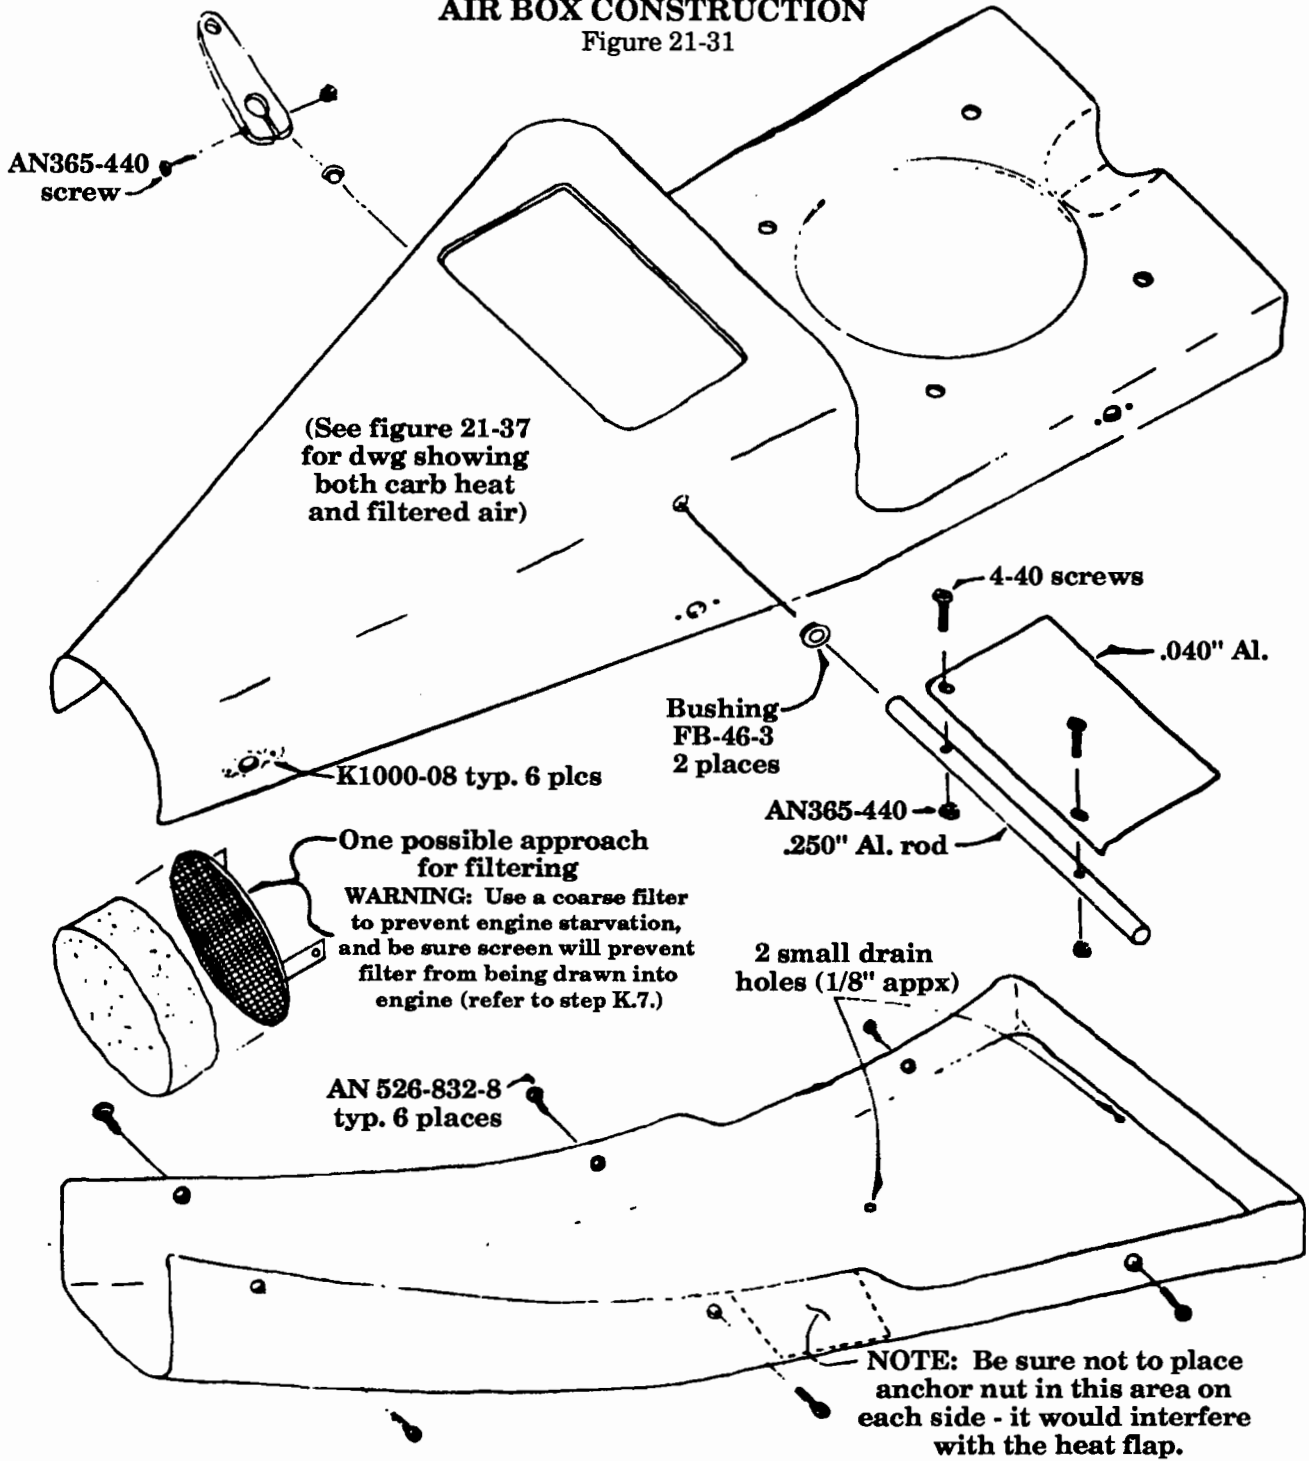 AIR BOX CONSTRUCTION
Figure 21-31
AN365-440
screw
(See figure 21-37
for dwg showing
both carb heat
and filtered air)
4-40 screws
.040" Al.
Bushing
FB-46-3
2 places
K1000-08 typ. 6 plcs
AN365-440
.250" Al. rod
One possible approach
for filtering
WARNING: Use a coarse filter
to prevent engine starvation,
and be sure screen will prevent
filter from being drawn into
engine (refer to step K.7.)
2 small drain
holes (1/8" appx)
AN 526-832-8
typ. 6 places
NOTE: Be sure not to place
anchor nut in this area on
each side - it would interfere
with the heat flap.